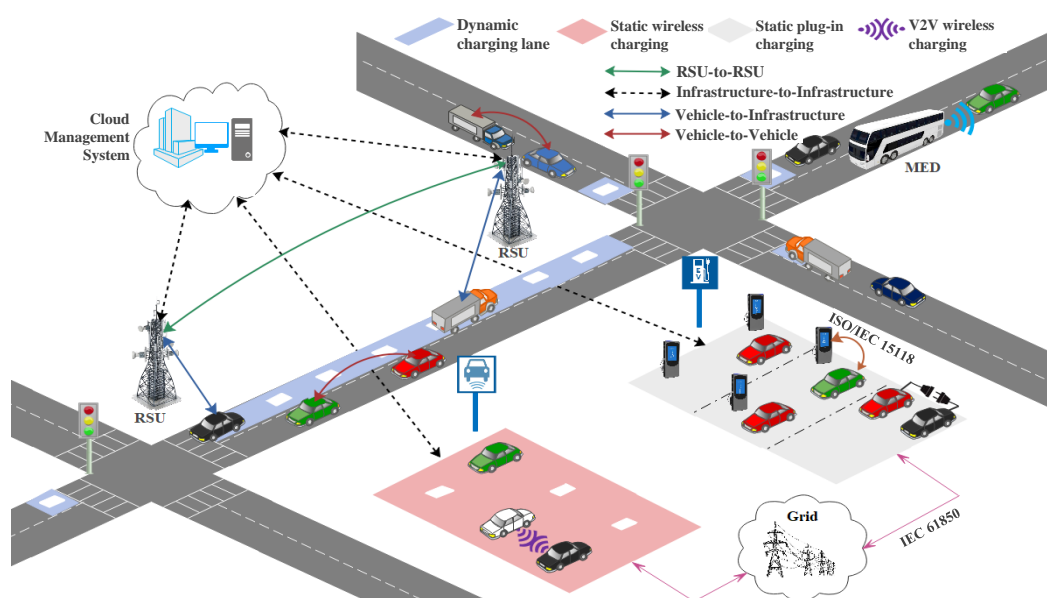 Dynamic
charging lane
Static wireless
charging
Static plug-in
charging
V2V wireless
charging
RSU-to-RSU
Infrastructure-to-Infrastructure
Vehicle-to-Infrastructure
Vehicle-to-Vehicle
Cloud
Management
System
MED
RSU
RSU
EV
ISO/IEC 15118
Grid
IEC 61850